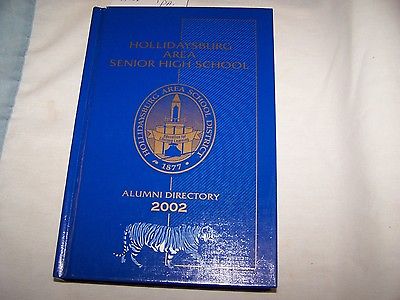 HOLLIDAYSBURG
AREA
SENIOR HIGH SCHOOL
HOLLIDAYSBURG AREA SCHOOL DISTRICT
1877
ALUMNI DIRECTORY
2002